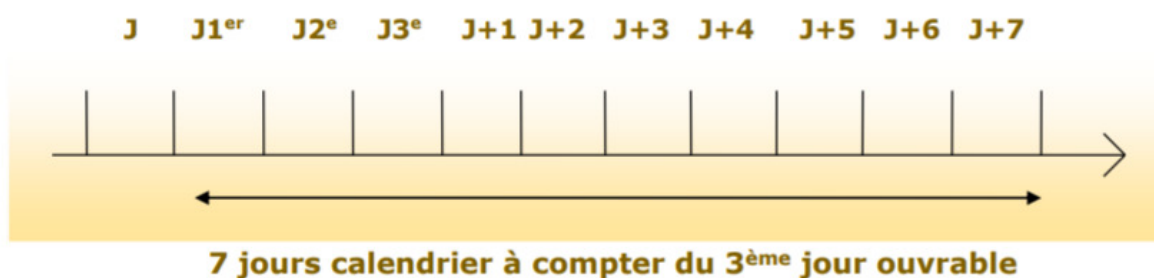 J J1er J2e J3e J+1 J+2 J+3 J+4 J+5 J+6 J+7
7 jours calendrier à compter du 3ème jour ouvrable